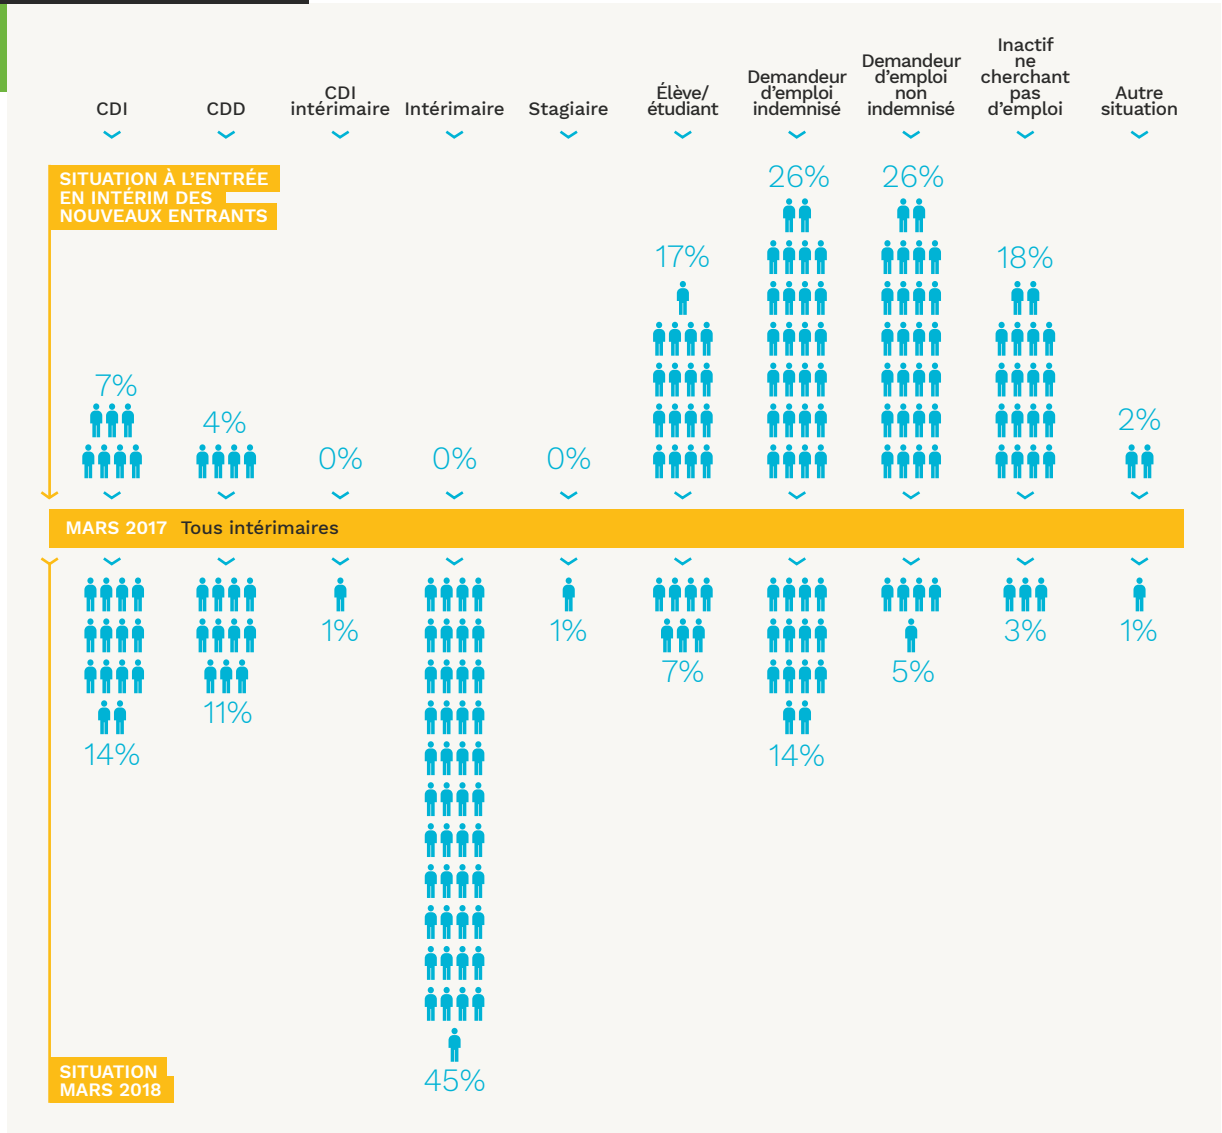 CDI
CDD
CDI
intérimaire
Intérimaire
Stagiaire
Élève/
étudiant
Demandeur
d’emploi
indemnisé
Demandeur
d’emploi
non
indemnisé
Inactif
ne
cherchant
pas
d’emploi
Autre
situation
SITUATION À L’ENTRÉE
EN INTÉRIM DES
NOUVEAUX ENTRANTS
7%
4%
0%
0%
0%
17%
26%
26%
18%
2%
MARS 2017 Tous intérimaires
14%
11%
1%
45%
1%
7%
14%
5%
3%
1%
SITUATION
MARS 2018